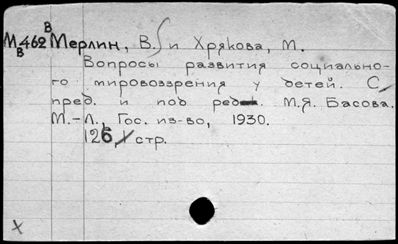 М462 Мерлин, В. и Хрякова, М.
Вопросы развития социально-
го мировоззрения у детей. С
пред. и под ред. М.Я. Басова.
М.-Л., Гос. из-во, 1930.
126, стр.